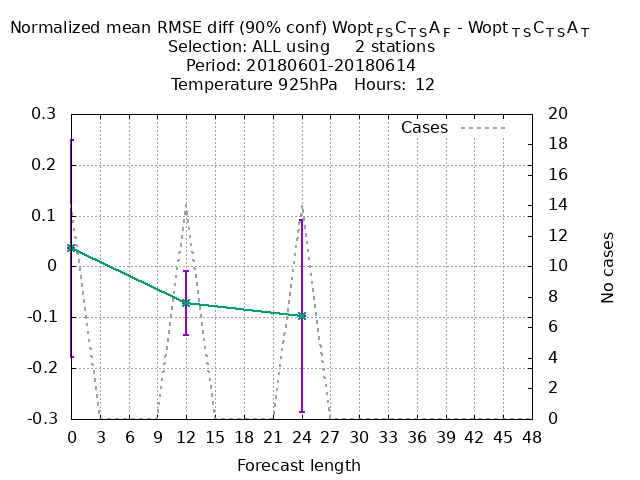 Normalized mean RMSE diff (90% conf) Wopt FS C TS A F - Wopt TS C TS A T
Selection: ALL using 2 stations
Period: 20180601-20180614
Temperature 925hPa Hours: 12
Cases
0.3
0.2
0.1
0
-0.1
-0.2
-0.3
20
18
16
14
12
10
8
6
4
2
0
No cases
0 3 6 9 12 15 18 21 24 27 30 33 36 39 42 45 48
Forecast length